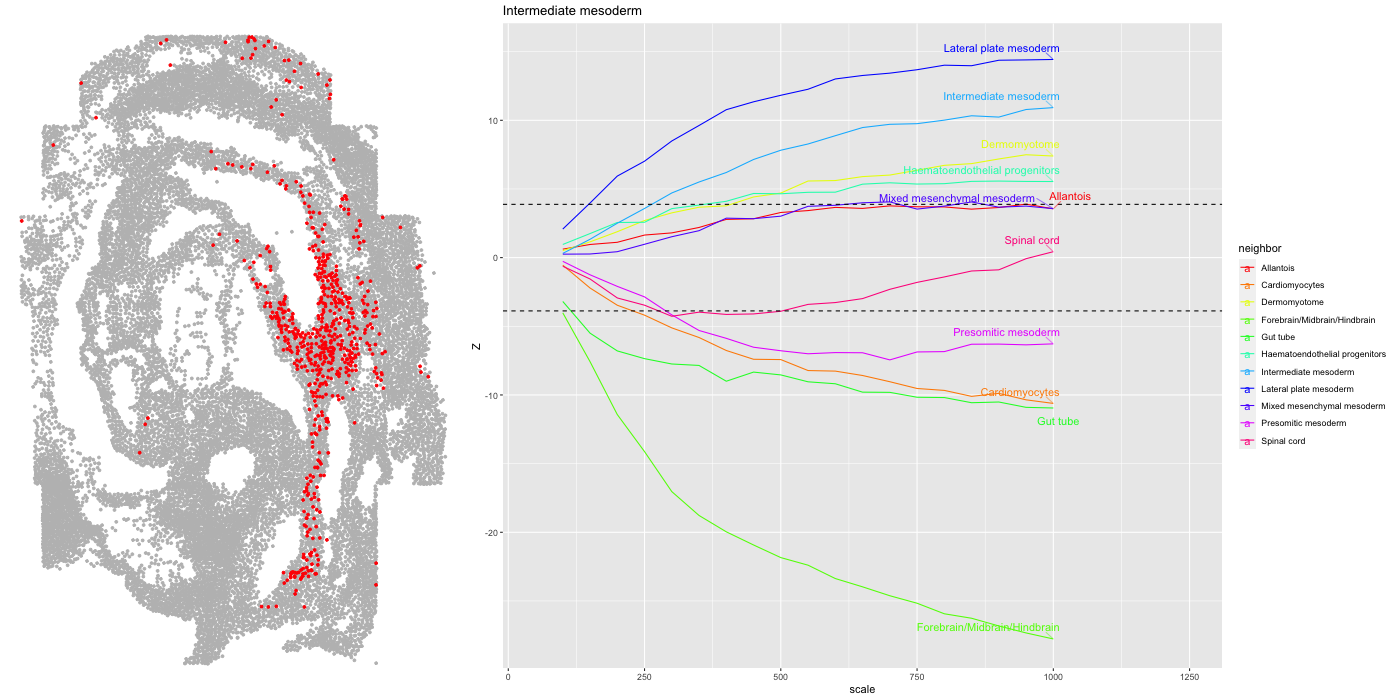 Intermediate mesoderm
Lateral plate mesoderm
Intermediate mesoderm
Dermomyotome
Haematoendothelial progenitors
Mixed mesenchymal mesoderm
Allantois
Spinal cord
Presomitic mesoderm
Cardiomyocytes
Gut tube
Forebrain/Midbrain/Hindbrain
10
0
-10
-20
Z
0
250
500
750
1000
1250
scale
neighbor
a Allantois
a Cardiomyocytes
a Dermomyotome
a Forebrain/Midbrain/Hindbrain
a Gut tube
a Haematoendothelial progenitors
a Intermediate mesoderm
a Lateral plate mesoderm
a Mixed mesenchymal mesoderm
a Presomitic mesoderm
a Spinal cord